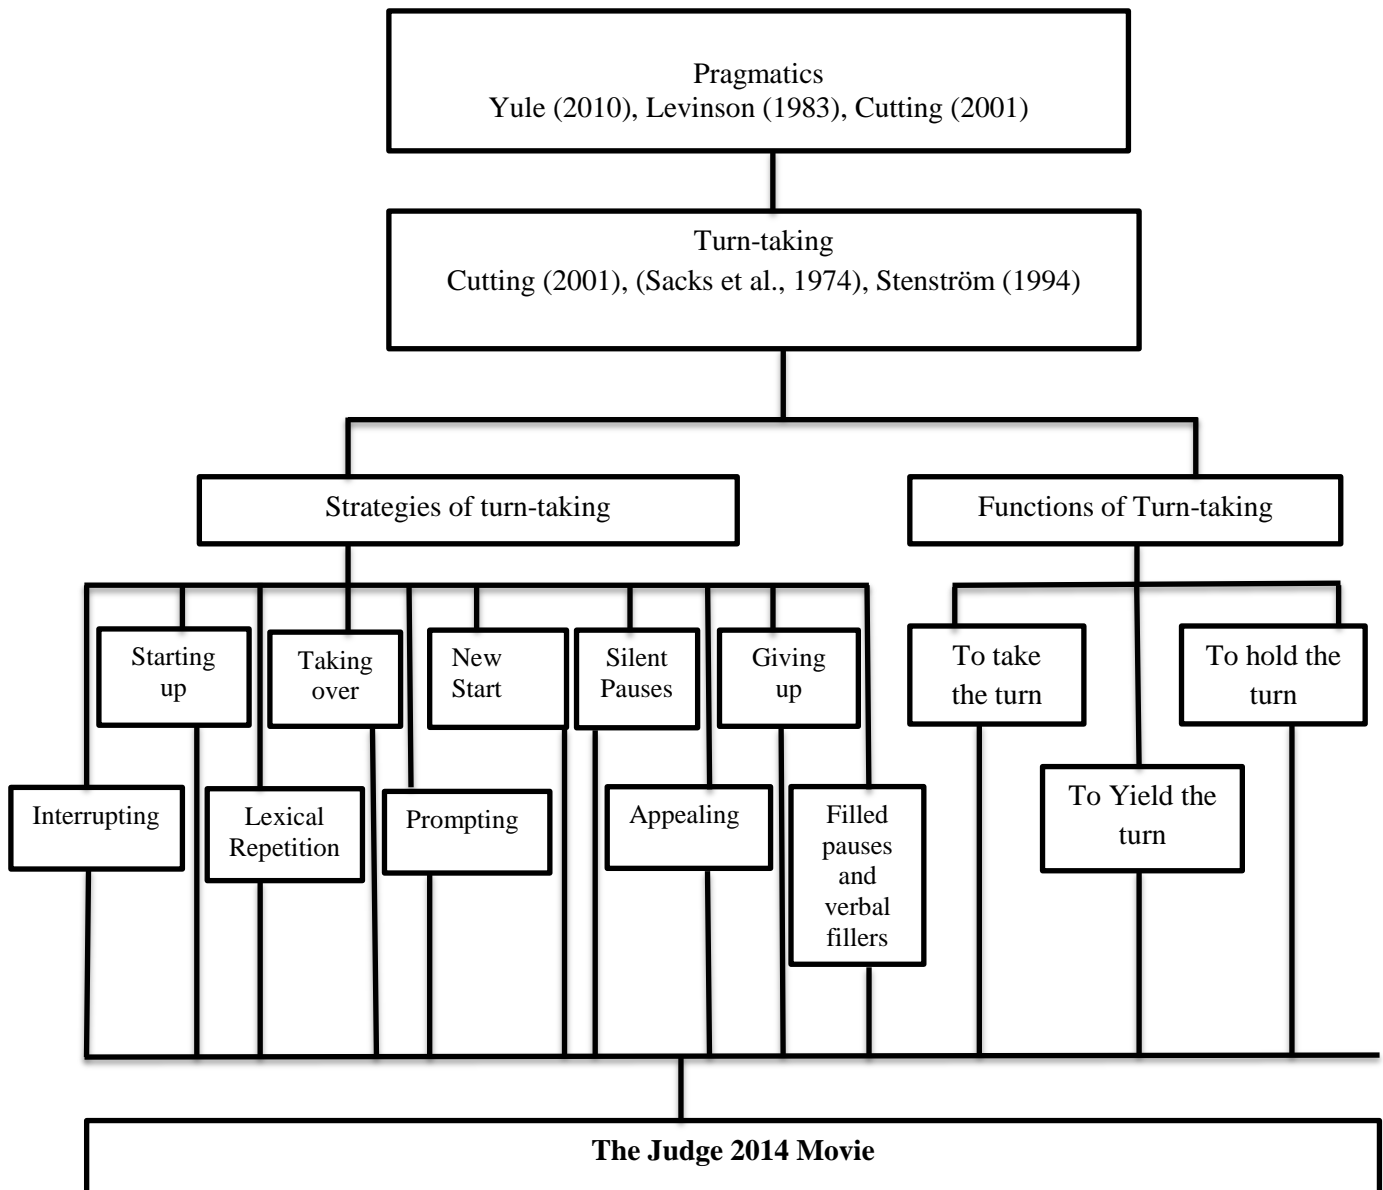 Pragmatics
Yule (2010), Levinson (1983), Cutting (2001)
Turn-taking
Cutting (2001), (Sacks et al., 1974), Stenström (1994)
Strategies of turn-taking
Functions of Turn-taking
Starting
up
Taking
over
New
Start
Silent
Pauses
Giving
up
To take
the turn
To hold the
turn
Interrupting
Lexical
Repetition
Prompting
Appealing
Filled
pauses
and
verbal
fillers
To Yield the
turn
The Judge 2014 Movie